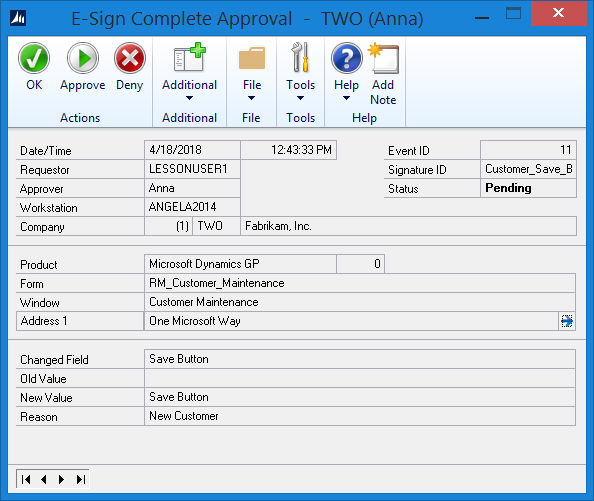 E-Sign Complete Approval - TWO (Anna)
OK Approve Deny Additional File Tools Help Add Note
Actions Additional File Tools Help
Date/Time 4/18/2018 12:43:33 PM Event ID 11
Requestor LESSONUSER1 Signature ID Customer_Save_B
Approver Anna Status Pending
Workstation ANGELA2014
Company (1) TWO Fabrikam, Inc.
Product Microsoft Dynamics GP 0
Form RM_Customer_Maintenance
Window Customer Maintenance
Address 1 One Microsoft Way
Changed Field Save Button
Old Value
New Value Save Button
Reason New Customer